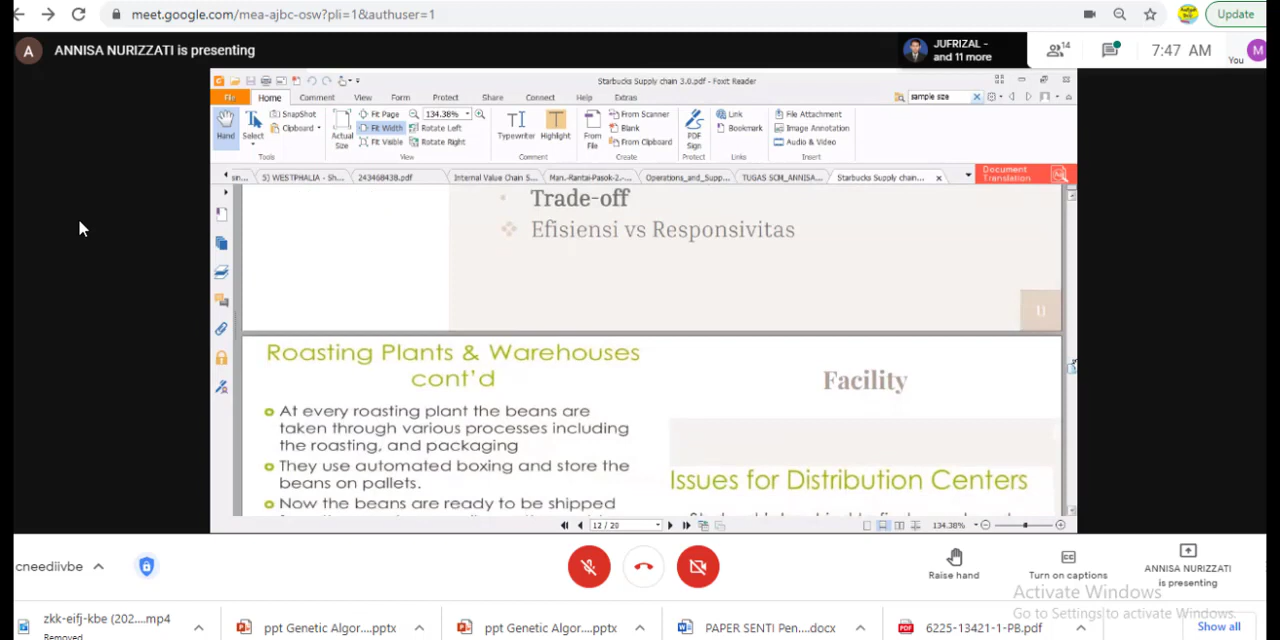 meet.google.com/mea-ajbc-osw?pli=1&authuser=1
Update
A
ANNISA NURIZZATI is presenting
JUFRIZAL -
and 11 more
14
7:47 AM
You
M
Starbucks Supply chain 3.0.pdf - Foxit Reader
File
Home
Comment
View
Form
Protect
Share
Connect
Help
Extras
sample size
Hand
Select
SnapShot
Clipboard
Tools
Actual
Size
Fit Page
Fit Width
Fit Visible
134.38%
Rotate Left
Rotate Right
View
Typewriter
Highlight
Comment
From
File
From Scanner
Blank
From Clipboard
Create
PDF
Sign
Protect
Link
Bookmark
Links
File Attachment
Image Annotation
Audio & Video
Insert
5) WESTPHALIA - Sh...
243468438.pdf
Internal Value Chain S...
Man.-Rantai-Pasok-2.-...
Operations_and_Supp...
TUGAS SCM_ANNISA...
Starbucks Supply chain...
Document
Translation
Trade-off
Efisiensi vs Responsivitas
11
Roasting Plants & Warehouses
cont'd
At every roasting plant the beans are
taken through various processes including
the roasting, and packaging
They use automated boxing and store the
beans on pallets.
Now the beans are ready to be shipped
Facility
Issues for Distribution Centers
12 / 20
134.38%
cneediivbe
Raise hand
Turn on captions
ANNISA NURIZZATI
is presenting
Activate Windows
Go to Settings to activate Windows.
zkk-eifj-kbe (202....mp4
Removed
ppt Genetic Algor....pptx
ppt Genetic Algor....pptx
PAPER SENTI Pen....docx
6225-13421-1-PB.pdf
Show all